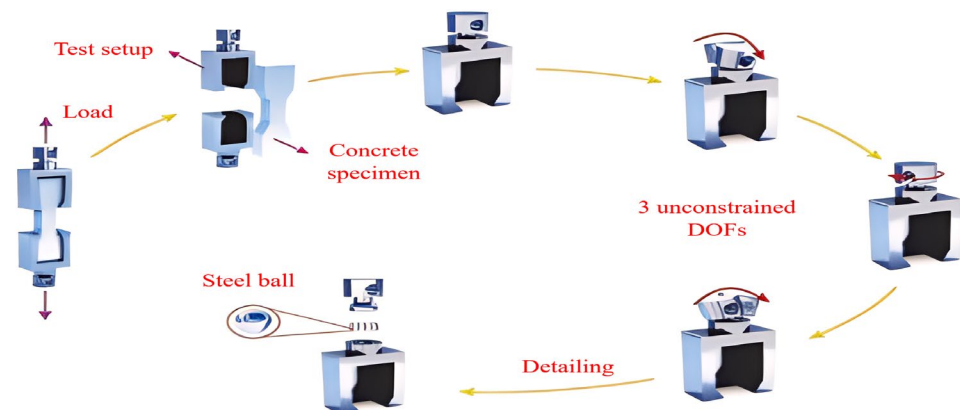 Test setup
Load
Concrete
specimen
3 unconstrained
DOFs
Steel ball
Detailing